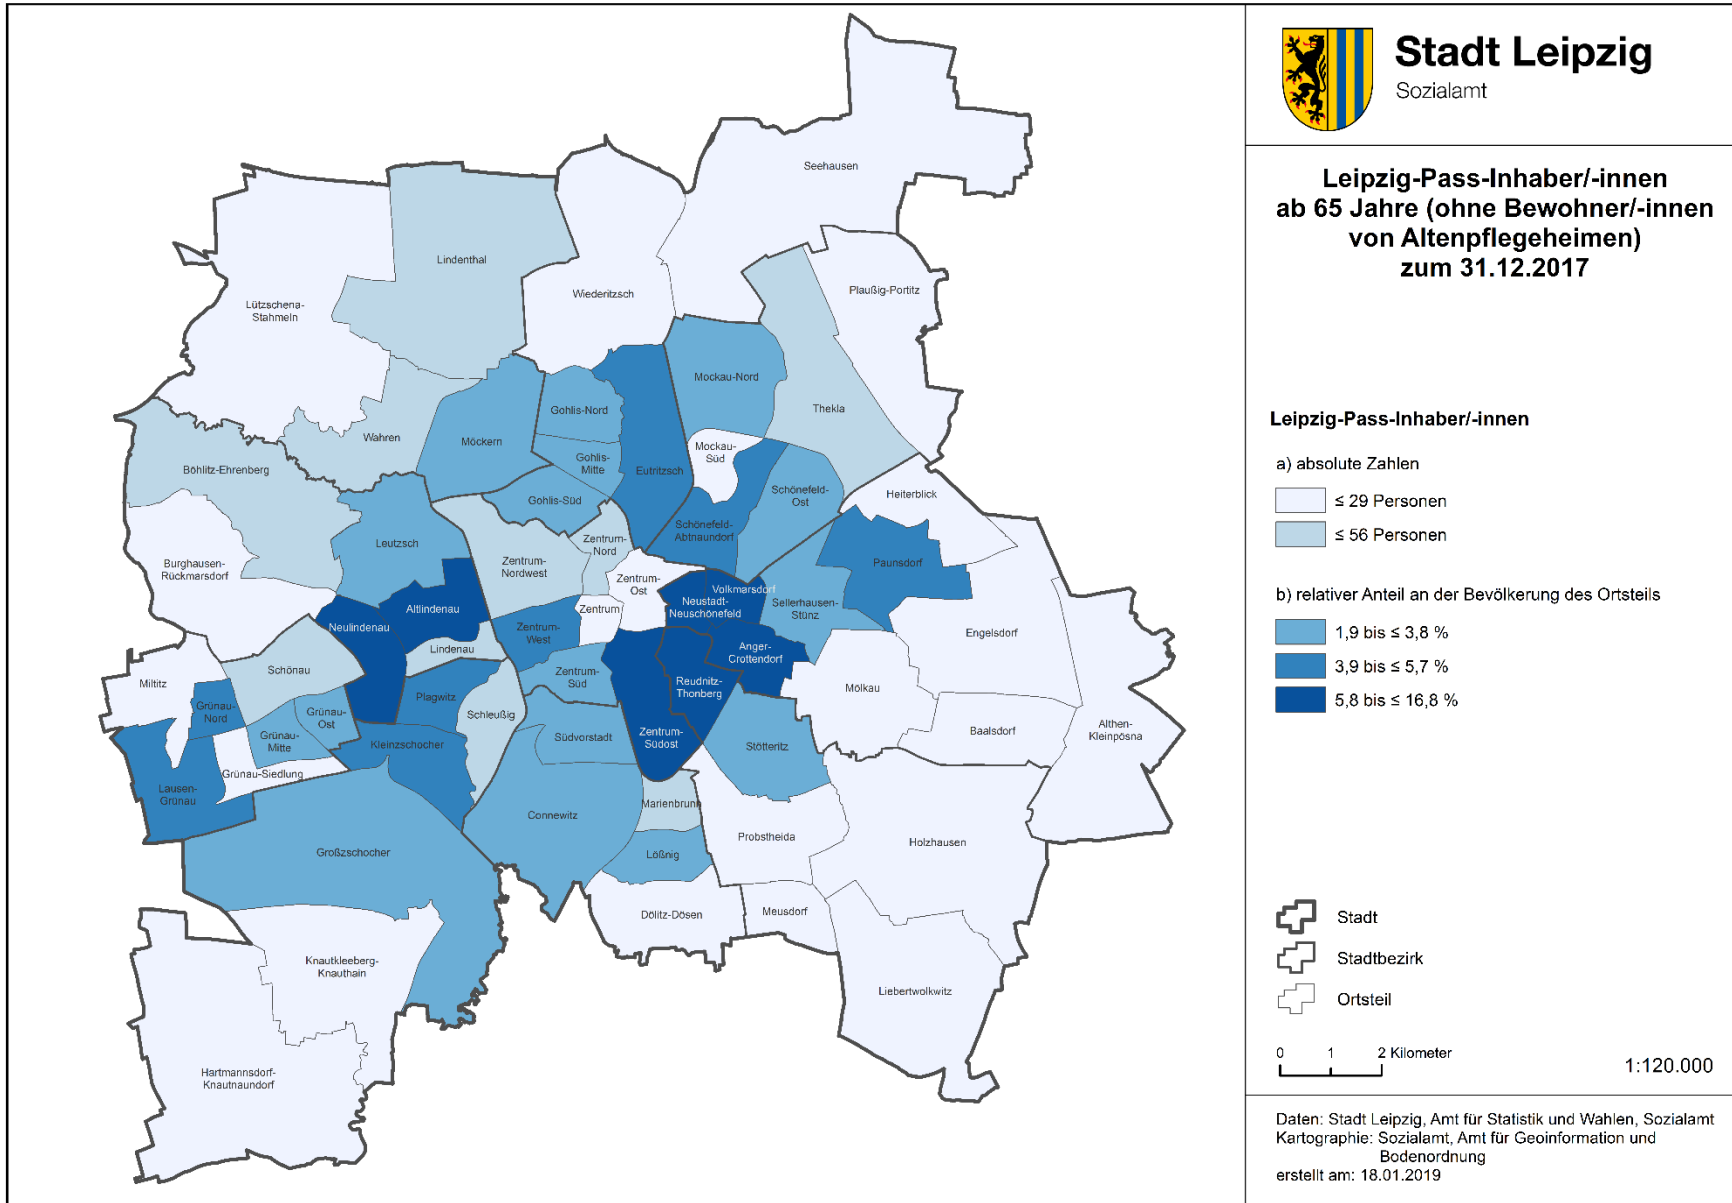 Stadt Leipzig
Sozialamt
Leipzig-Pass-Inhaber/-innen
ab 65 Jahre (ohne Bewohner/-innen
von Altenpflegeheimen)
zum 31.12.2017
Leipzig-Pass-Inhaber/-innen
a) absolute Zahlen
≤ 29 Personen
≤ 56 Personen
b) relativer Anteil an der Bevölkerung des Ortsteils
1,9 bis ≤ 3,8 %
3,9 bis ≤ 5,7 %
5,8 bis ≤ 16,8 %
Stadt
Stadtbezirk
Ortsteil
0 1 2 Kilometer
1:120.000
Daten: Stadt Leipzig, Amt für Statistik und Wahlen, Sozialamt
Kartographie: Sozialamt, Amt für Geoinformation und
Bodenordnung
erstellt am: 18.01.2019
Seehausen
Lindenthal
Wiederitzsch
Plaußig-Portitz
Lützschena-
Stahmeln
Mockau-Nord
Thekla
Gohlis-Nord
Wahren
Möckern
Mockau-
Süd
Gohlis-
Mitte
Eutritzsch
Böhlitz-Ehrenberg
Schönefeld-
Ost
Heiterblick
Gohlis-Süd
Schönefeld-
Abtnaundorf
Leutzsch
Zentrum-
Nord
Zentrum-
Nordwest
Paunsdorf
Burghausen-
Rückmarsdorf
Zentrum-
Ost
Volkmarsdorf
Neustadt-
Neuschönefeld
Sellerhausen-
Stünz
Altlindenau
Zentrum
Neulindenau
Zentrum-
West
Engelsdorf
Lindenau
Anger-
Crottendorf
Schönau
Zentrum-
Süd
Reudnitz-
Thonberg
Miltitz
Mölkau
Plagwitz
Grünau-
Nord
Grünau-
Ost
Schleußig
Althen-
Kleinpösna
Baalsdorf
Grünau-
Mitte
Kleinzschocher
Südvorstadt
Zentrum-
Südost
Stötteritz
Grünau-Siedlung
Lausen-
Grünau
Marienbrunn
Connewitz
Probstheida
Holzhausen
Großzschocher
Lößnig
Dölitz-Dösen
Meusdorf
Knautkleeberg-
Knauthain
Liebertwolkwitz
Hartmannsdorf-
Knautnaundorf